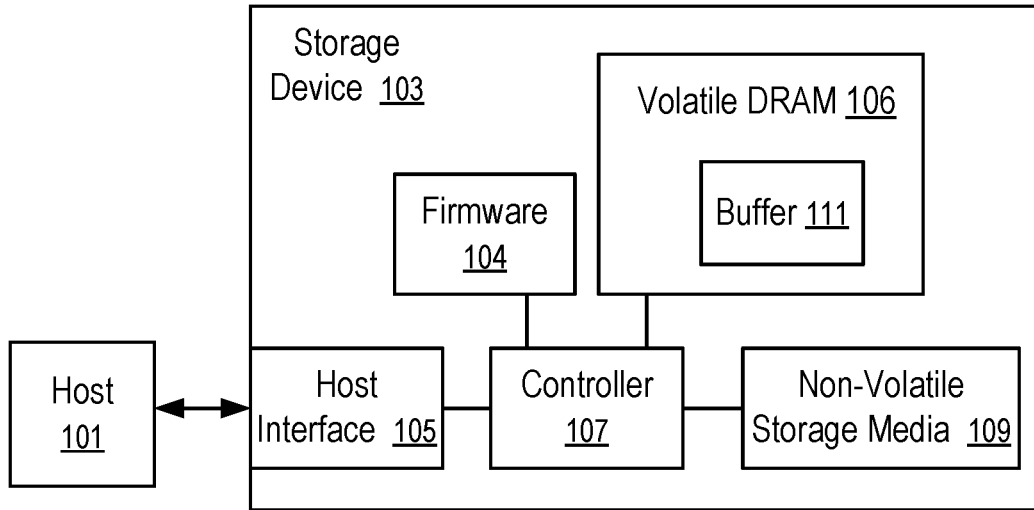 Storage
Device 103
Volatile DRAM 106
Buffer 111
Firmware
104
Host
101
Host
Interface 105
Controller
107
Non-Volatile
Storage Media 109